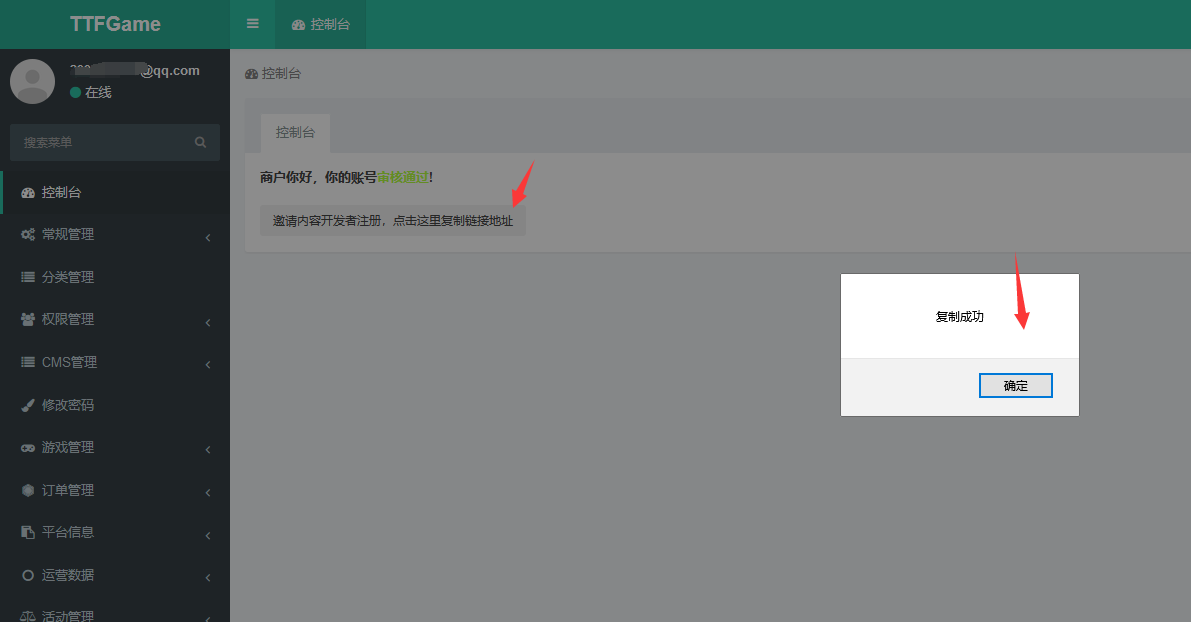 TTFGame
控制台
@qq.com
在线
搜索菜单
控制台
常规管理
分类管理
权限管理
CMS管理
修改密码
游戏管理
订单管理
平台信息
运营数据
活动管理
控制台
控制台
商户你好，你的账号审核通过!
邀请内容开发者注册，点击这里复制链接地址
复制成功
确定